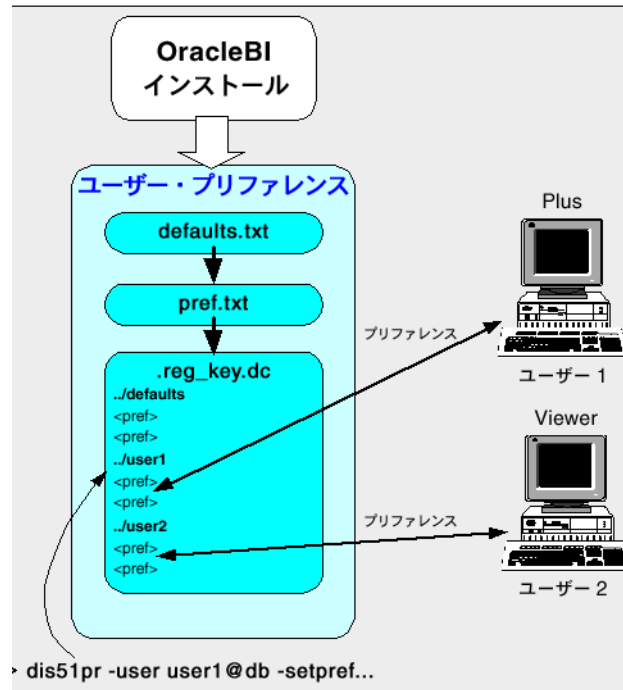 OracleBI
インストール
ユーザー・プリファレンス
defaults.txt
pref.txt
.reg_key.dc
../defaults
<pref>
<pref>
../user1
<pref>
<pref>
../user2
<pref>
<pref>
Plus
プリファレンス
ユーザー 1
Viewer
プリファレンス
ユーザー 2
> dis51pr -user user1@db -setpref...